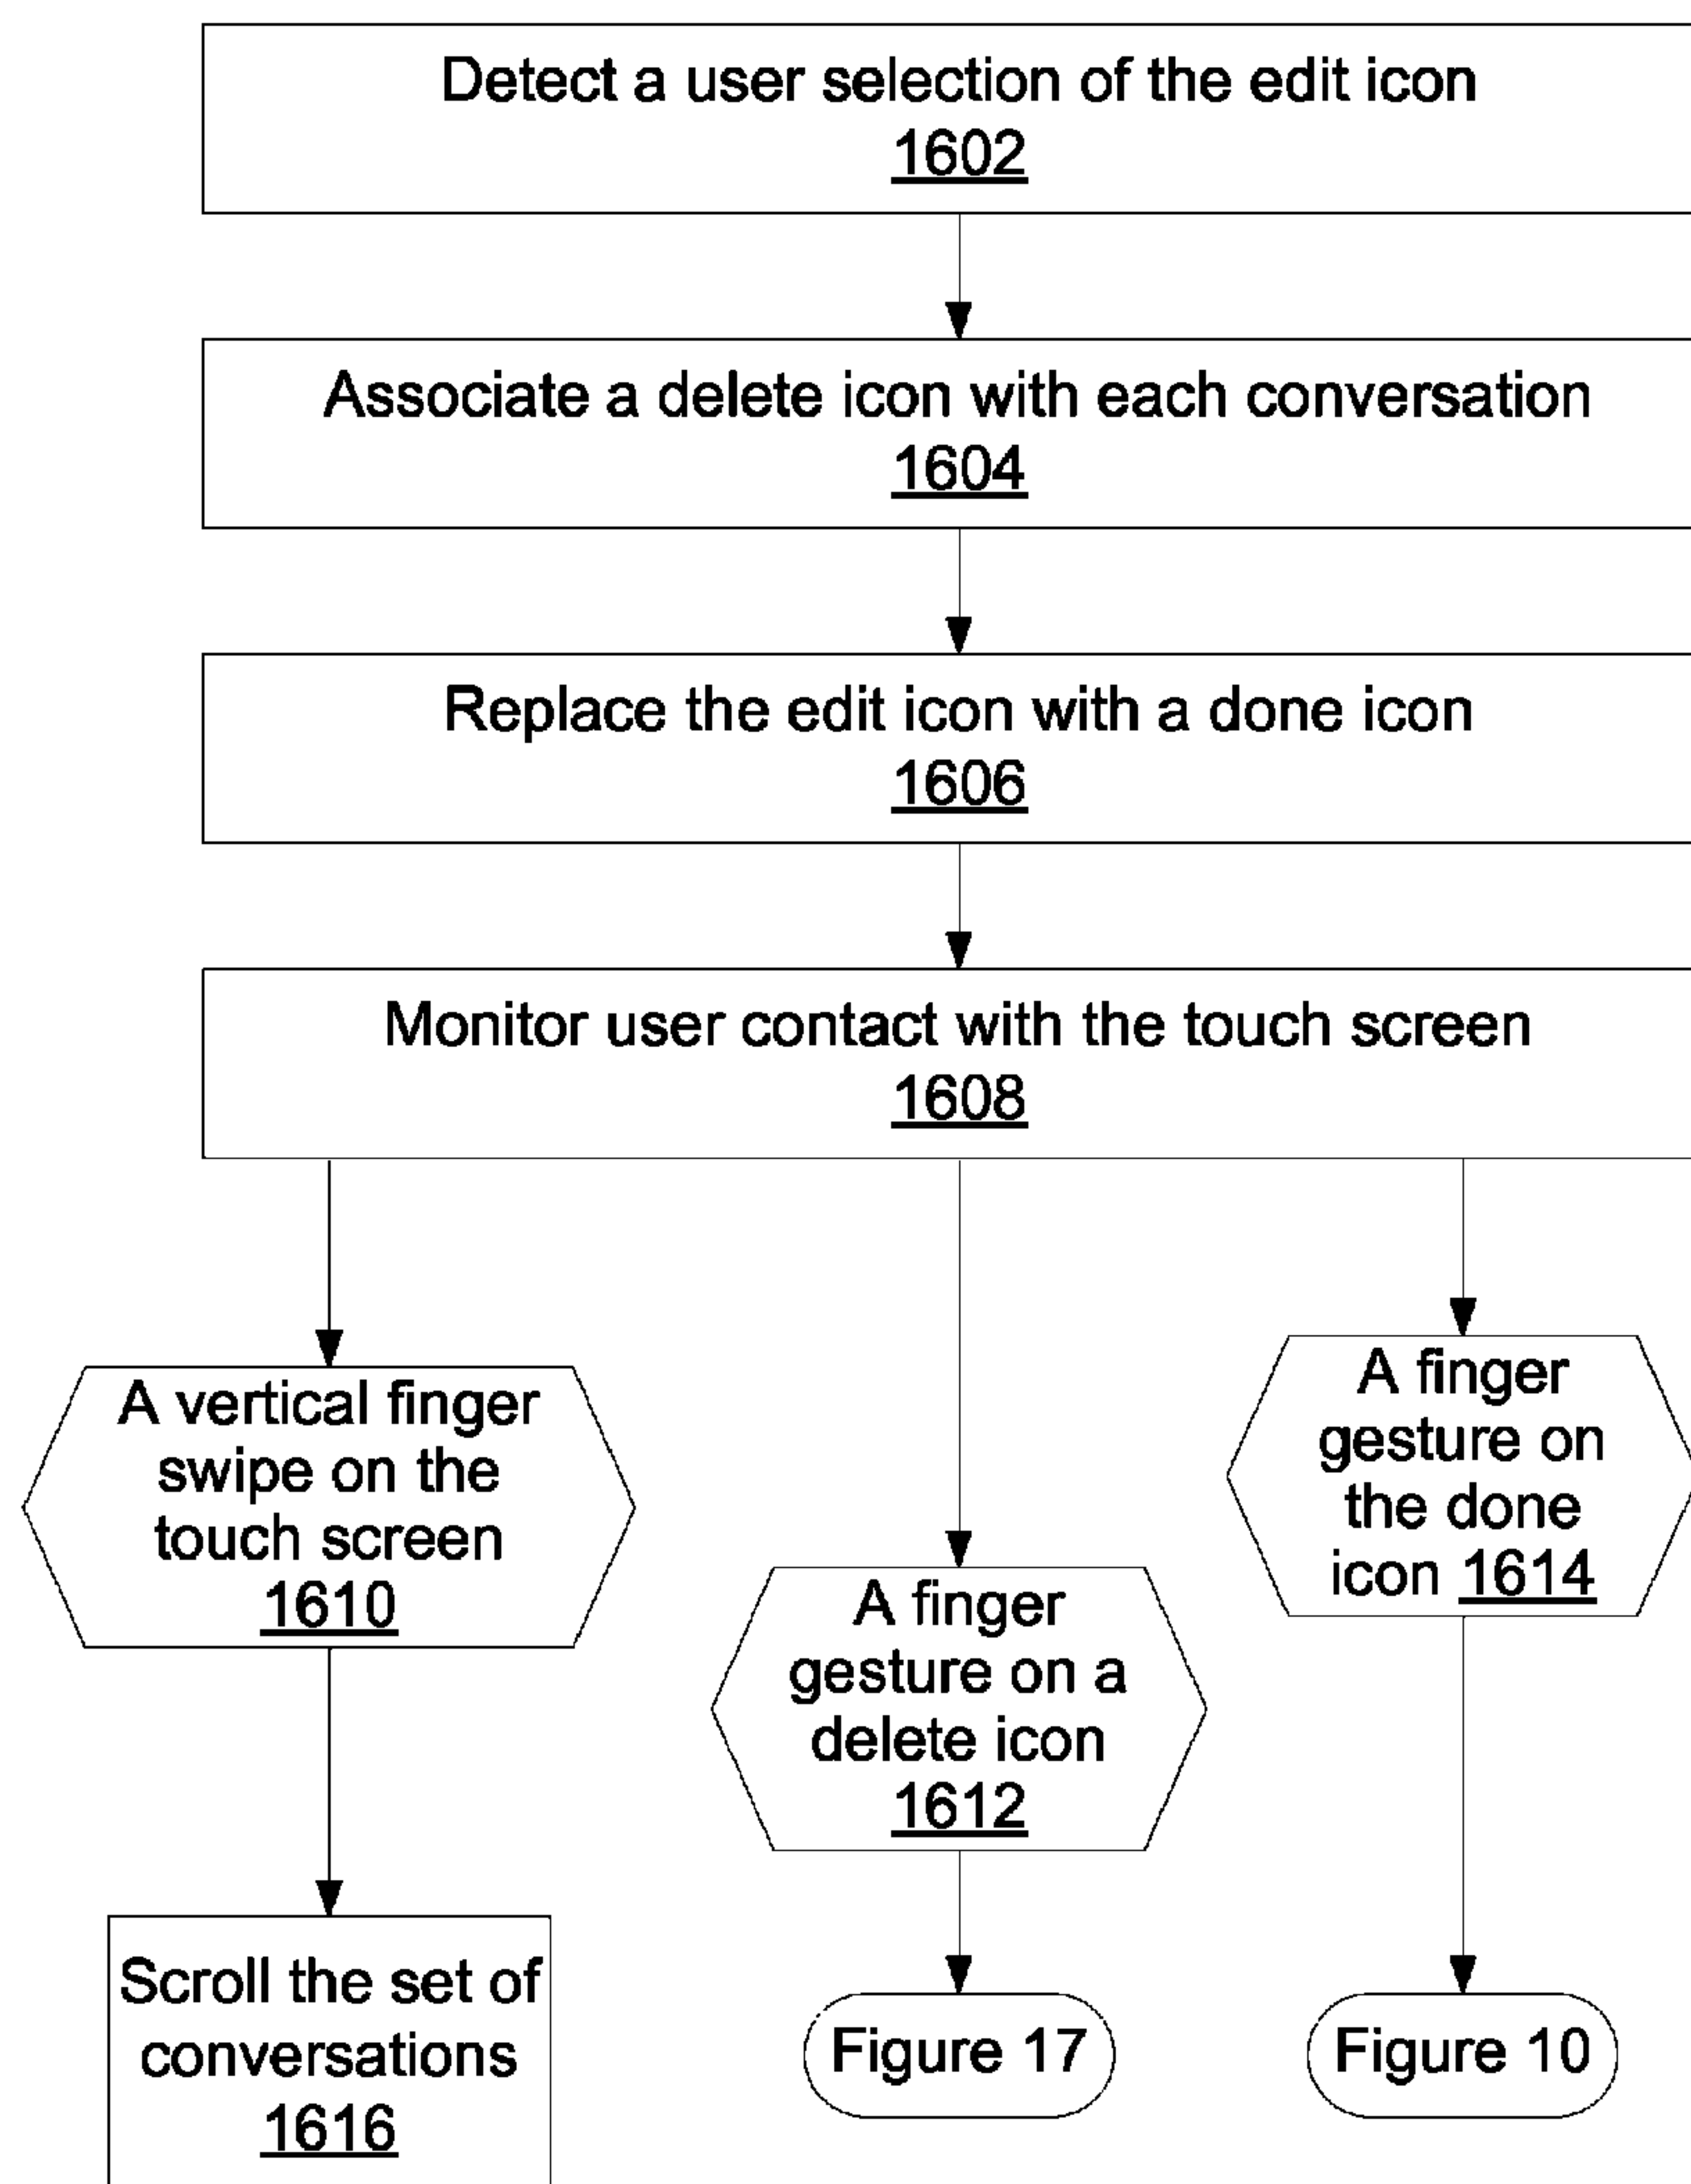 Detect a user selection of the edit icon
1602
Associate a delete icon with each conversation
1604
Replace the edit icon with a done icon
1606
Monitor user contact with the touch screen
1608
A vertical finger
swipe on the
touch screen
1610
A finger
gesture on a
delete icon
1612
A finger
gesture on
the done
icon 1614
Scroll the set of
conversations
1616
Figure 17
Figure 10